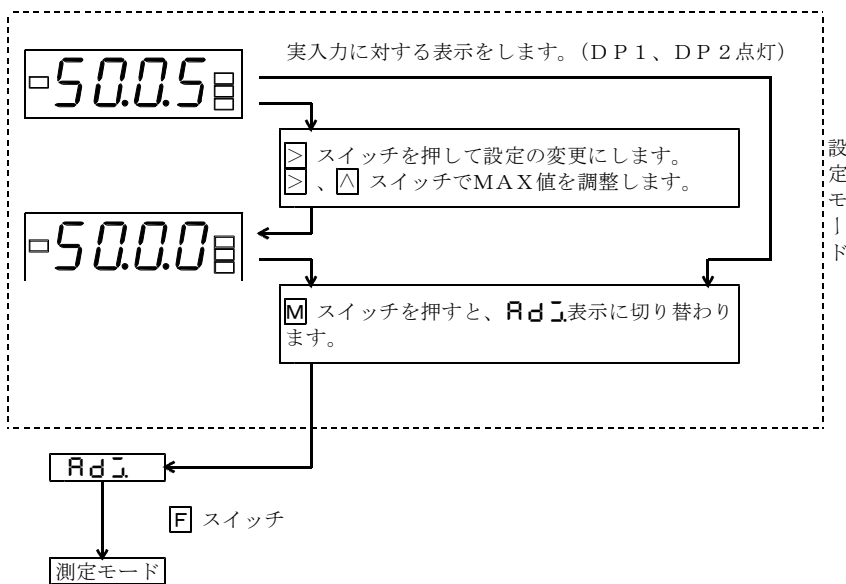 実入力に対する表示をします。(DP1、DP2点灯)
-50.0.5
> スイッチを押して設定の変更にします。
> 、∧ スイッチでMAX値を調整します。
設定モード
-50.0.0
M スイッチを押すと、Adj.表示に切り替わり
ます。
Adj.
F スイッチ
測定モード